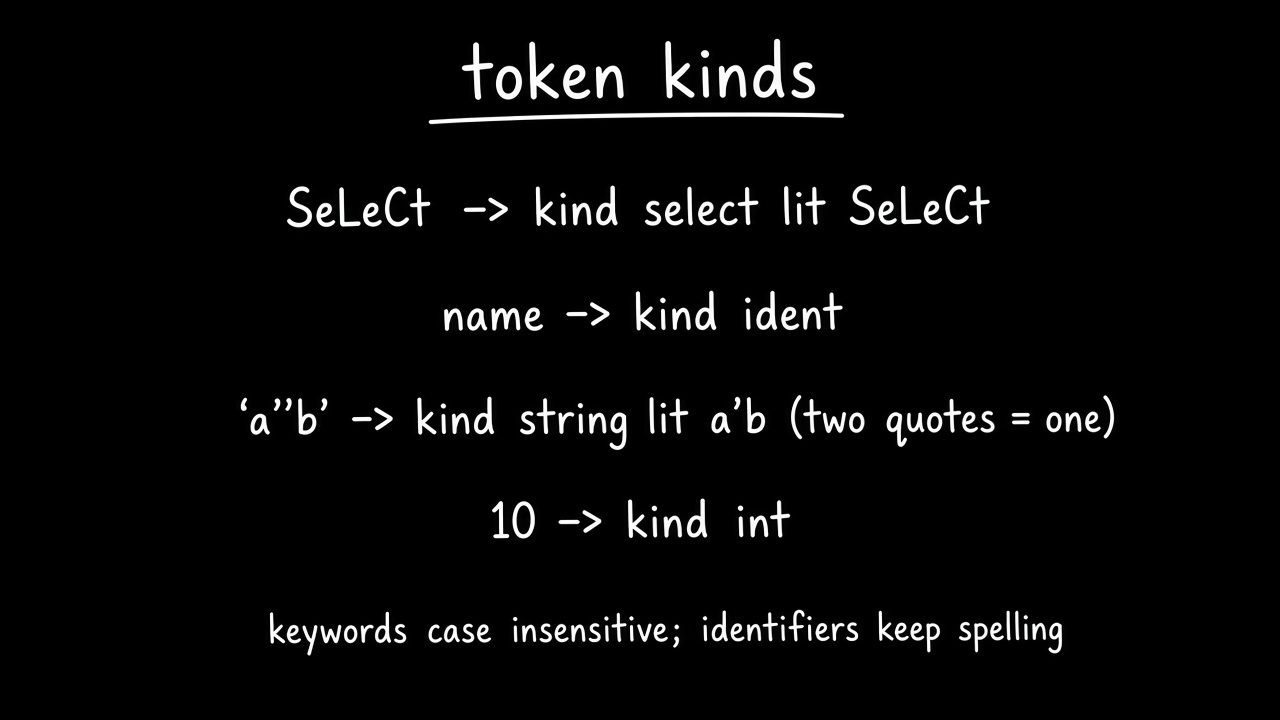 token kinds
SeLeCt -> kind select lit SeLeCt
name -> kind ident
‘a’’b’ -> kind string lit a’b (two quotes = one)
10 -> kind int
keywords case insensitive; identifiers keep spelling